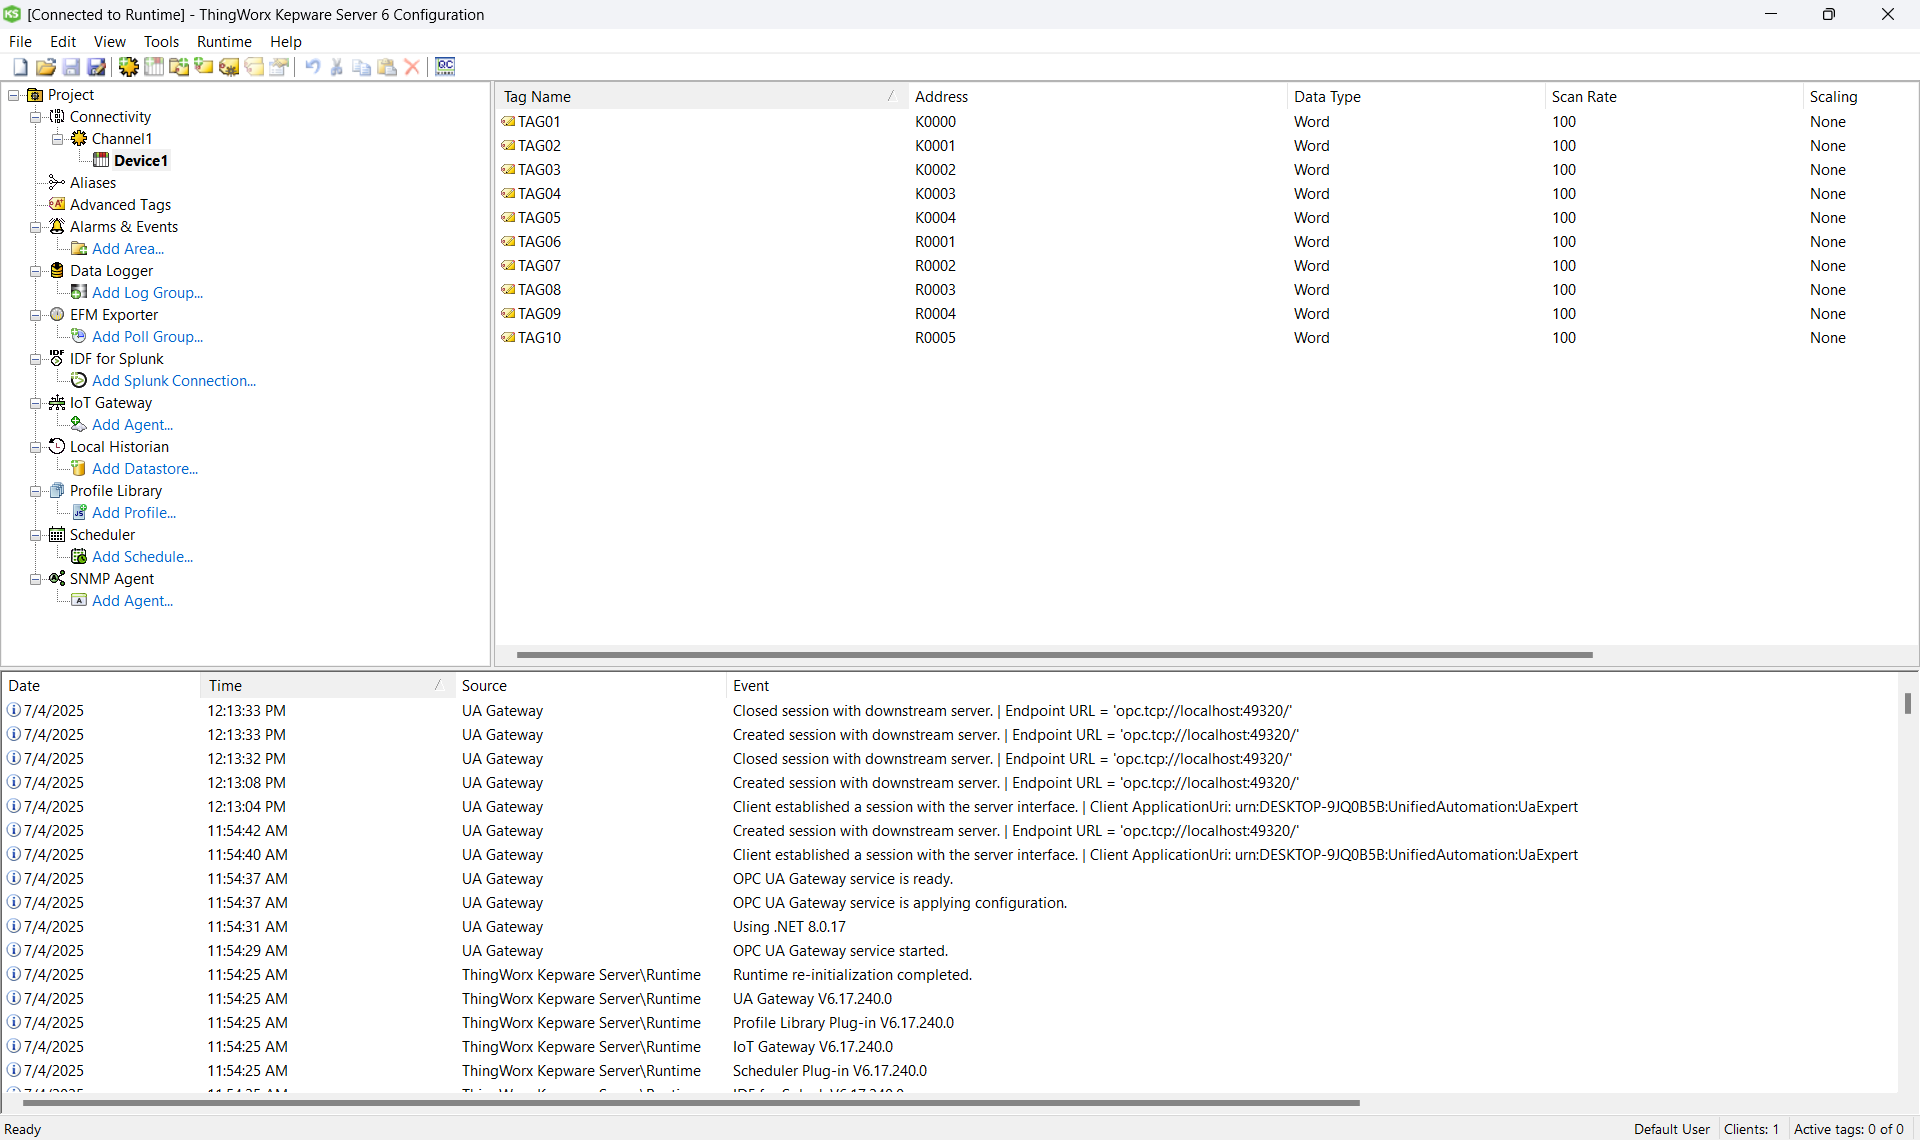 [Connected to Runtime] - ThingWorx Kepware Server 6 Configuration
File Edit View Tools Runtime Help
Project
Connectivity
Channel1
Device1
Aliases
Advanced Tags
Alarms & Events
Add Area...
Data Logger
Add Log Group...
EFM Exporter
Add Poll Group...
IDF for Splunk
Add Splunk Connection...
IoT Gateway
Add Agent...
Local Historian
Add Datastore...
Profile Library
Add Profile...
Scheduler
Add Schedule...
SNMP Agent
Add Agent...
Tag Name Address Data Type Scan Rate Scaling
TAG01 K0000 Word 100 None
TAG02 K0001 Word 100 None
TAG03 K0002 Word 100 None
TAG04 K0003 Word 100 None
TAG05 K0004 Word 100 None
TAG06 R0001 Word 100 None
TAG07 R0002 Word 100 None
TAG08 R0003 Word 100 None
TAG09 R0004 Word 100 None
TAG10 R0005 Word 100 None
Date Time Source Event
7/4/2025 12:13:33 PM UA Gateway Closed session with downstream server. | Endpoint URL = 'opc.tcp://localhost:49320/'
7/4/2025 12:13:33 PM UA Gateway Created session with downstream server. | Endpoint URL = 'opc.tcp://localhost:49320/'
7/4/2025 12:13:32 PM UA Gateway Closed session with downstream server. | Endpoint URL = 'opc.tcp://localhost:49320/'
7/4/2025 12:13:08 PM UA Gateway Created session with downstream server. | Endpoint URL = 'opc.tcp://localhost:49320/'
7/4/2025 12:13:04 PM UA Gateway Client established a session with the server interface. | Client ApplicationUri: urn:DESKTOP-9JQ0B5B:UnifiedAutomation:UaExpert
7/4/2025 11:54:42 AM UA Gateway Created session with downstream server. | Endpoint URL = 'opc.tcp://localhost:49320/'
7/4/2025 11:54:40 AM UA Gateway Client established a session with the server interface. | Client ApplicationUri: urn:DESKTOP-9JQ0B5B:UnifiedAutomation:UaExpert
7/4/2025 11:54:37 AM UA Gateway OPC UA Gateway service is ready.
7/4/2025 11:54:37 AM UA Gateway OPC UA Gateway service is applying configuration.
7/4/2025 11:54:31 AM UA Gateway Using .NET 8.0.17
7/4/2025 11:54:29 AM UA Gateway OPC UA Gateway service started.
7/4/2025 11:54:25 AM ThingWorx Kepware Server\Runtime Runtime re-initialization completed.
7/4/2025 11:54:25 AM ThingWorx Kepware Server\Runtime UA Gateway V6.17.240.0
7/4/2025 11:54:25 AM ThingWorx Kepware Server\Runtime Profile Library Plug-in V6.17.240.0
7/4/2025 11:54:25 AM ThingWorx Kepware Server\Runtime IoT Gateway V6.17.240.0
7/4/2025 11:54:25 AM ThingWorx Kepware Server\Runtime Scheduler Plug-in V6.17.240.0
Ready Default User Clients: 1 Active tags: 0 of 0